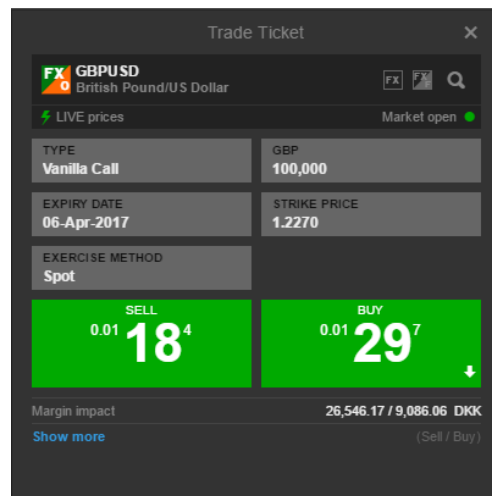 Trade Ticket
FX O
GBPUSD
British Pound/US Dollar
FX
FX
LIVE prices
Market open
TYPE
Vanilla Call
GBP
100,000
EXPIRY DATE
06-Apr-2017
STRIKE PRICE
1.2270
EXERCISE METHOD
Spot
SELL
0.01 18 4
BUY
0.01 29 7
Margin impact
26,546.17 / 9,086.06 DKK
Show more
(Sell / Buy)